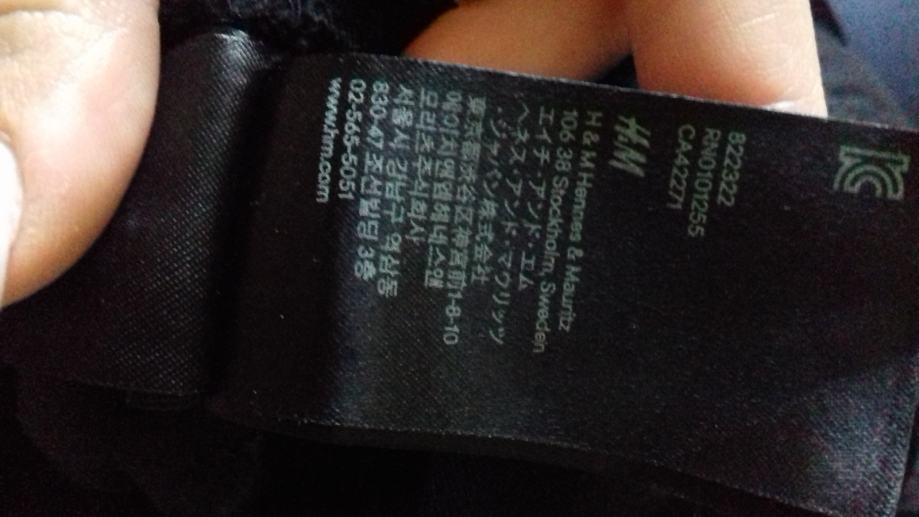 KC
822322
RN0101255
CA42271
H&M
H & M Hennes & Mauritz
106 38 Stockholm, Sweden
エイチ・アンド・エム
ヘネス・アンド・マウリッツ
・ジャパン株式会社
東京都渋谷区神宮前1-8-10
에이치앤엠헤네스앤
모리츠주식회사
서울시 강남구 역삼동
830-47 조선빌딩 3층
02-565-5051
www.hm.com